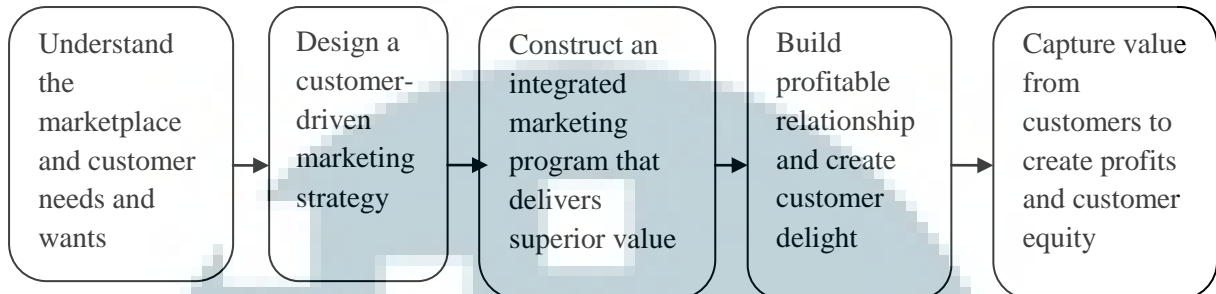 Understand
the
marketplace
and customer
needs and
wants
Design a
customer-
driven
marketing
strategy
Construct an
integrated
marketing
program that
delivers
superior value
Build
profitable
relationship
and create
customer
delight
Capture value
from
customers to
create profits
and customer
equity